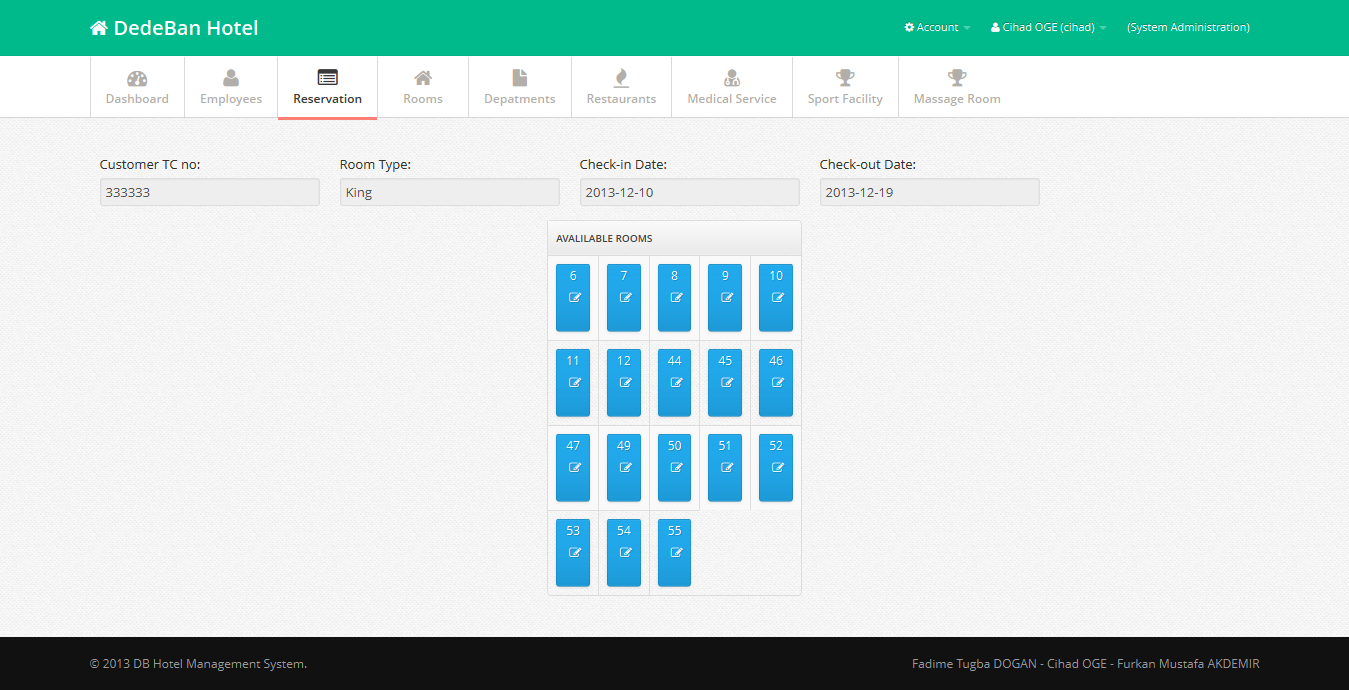 DedeBan Hotel
Account Cihad OGE (cihad) (System Administration)
Dashboard Employees Reservation Rooms Depatments Restaurants Medical Service Sport Facility Massage Room
Customer TC no: Room Type: Check-in Date: Check-out Date:
333333 King 2013-12-10 2013-12-19
AVALILABLE ROOMS
6 7 8 9 10
11 12 44 45 46
47 49 50 51 52
53 54 55
© 2013 DB Hotel Management System. Fadime Tugba DOGAN - Cihad OGE - Furkan Mustafa AKDEMIR